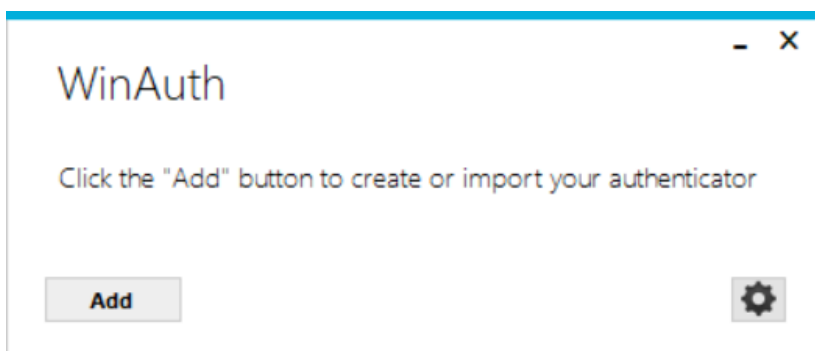 WinAuth
Click the "Add" button to create or import your authenticator
Add